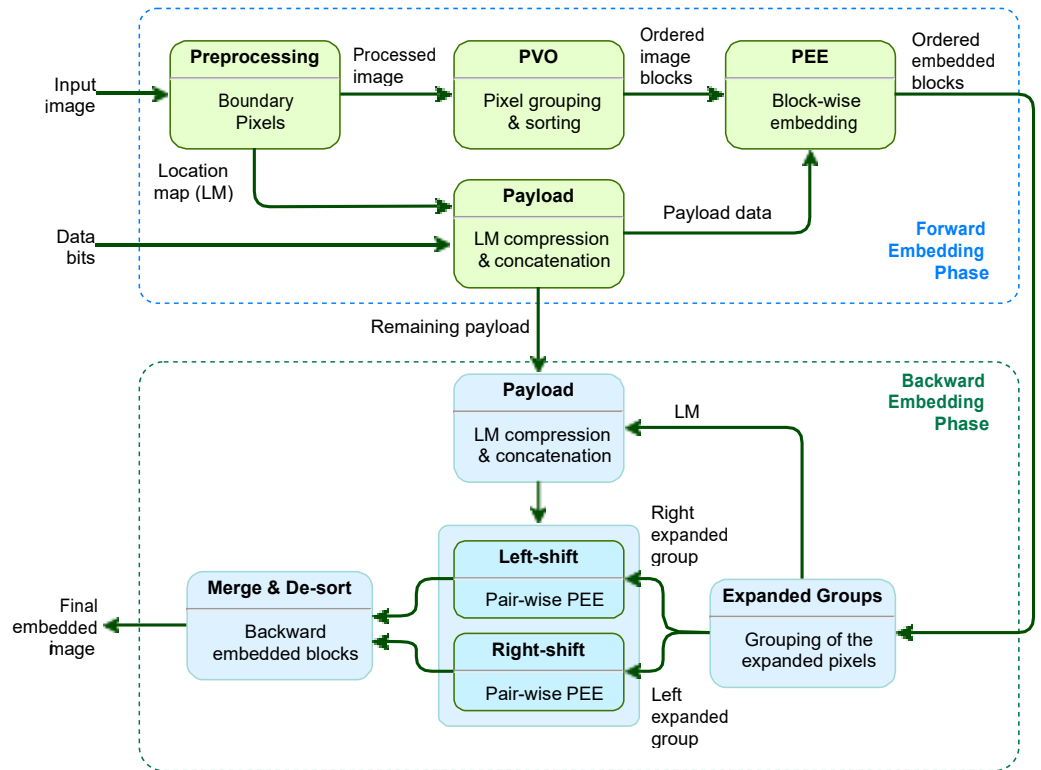 Input
image
Preprocessing
Boundary
Pixels
Processed
image
PVO
Pixel grouping
& sorting
Ordered
image
blocks
PEE
Block-wise
embedding
Ordered
embedded
blocks
Location
map (LM)
Data
bits
Payload
LM compression
& concatenation
Payload data
Forward
Embedding
Phase
Remaining payload
Backward
Embedding
Phase
Payload
LM compression
& concatenation
LM
Right
expanded
group
Left-shift
Pair-wise PEE
Right-shift
Pair-wise PEE
Left
expanded
group
Expanded Groups
Grouping of the
expanded pixels
Merge & De-sort
Backward
embedded blocks
Final
embedded
image